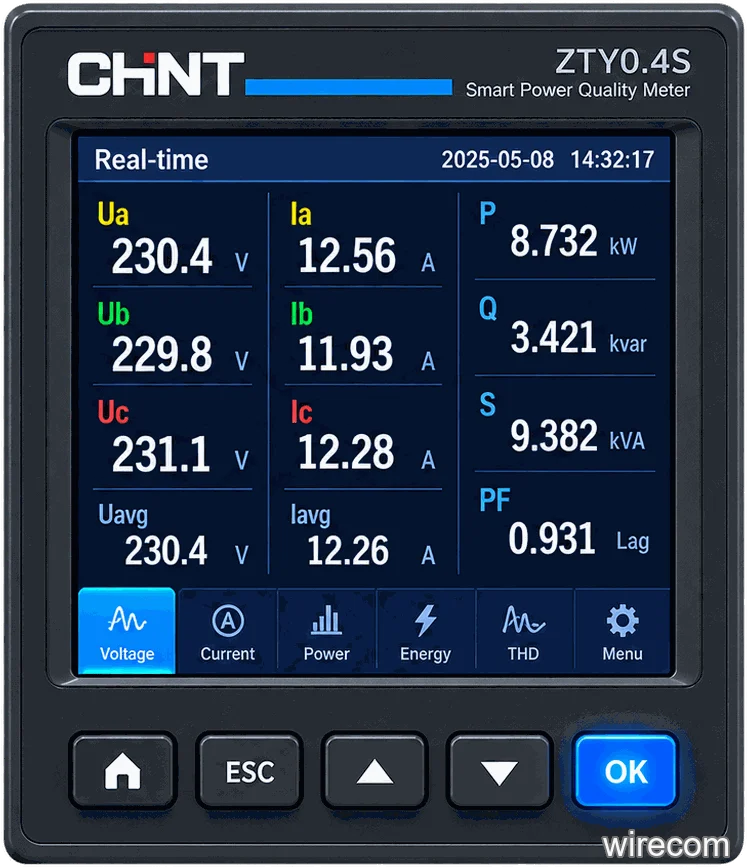 CHINT
ZTY0.4S
Smart Power Quality Meter
Real-time 2025-05-08 14:32:17
Ua
230.4 V
Ia
12.56 A
P
8.732 kW
Ub
229.8 V
Ib
11.93 A
Q
3.421 kvar
Uc
231.1 V
Ic
12.28 A
S
9.382 kVA
Uavg
230.4 V
Iavg
12.26 A
PF
0.931 Lag
Voltage
A
Current
Power
Energy
THD
Menu
ESC
OK
wirecom